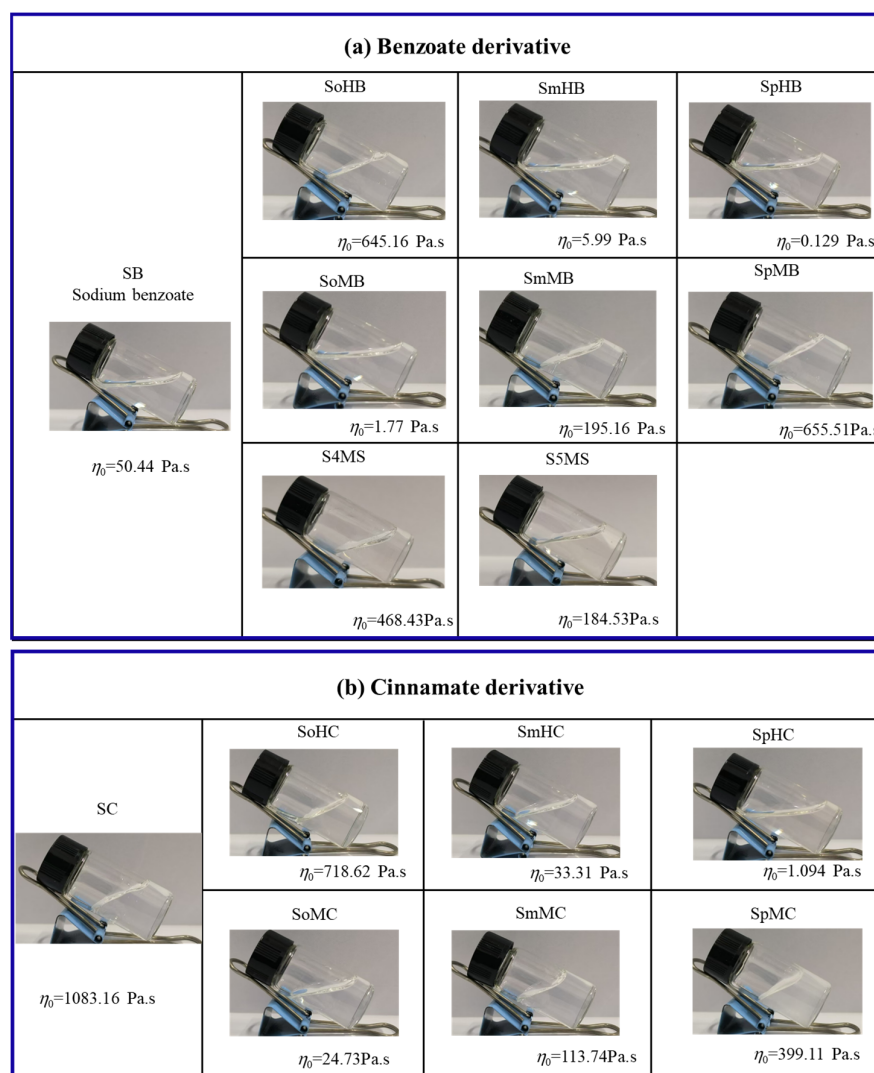 (a) Benzoate derivative
SB
Sodium benzoate
η0=50.44 Pa.s
SoHB
η0=645.16 Pa.s
SmHB
η0=5.99 Pa.s
SpHB
η0=0.129 Pa.s
SoMB
η0=1.77 Pa.s
SmMB
η0=195.16 Pa.s
SpMB
η0=655.51Pa.s
S4MS
η0=468.43Pa.s
S5MS
η0=184.53Pa.s
(b) Cinnamate derivative
SC
η0=1083.16 Pa.s
SoHC
η0=718.62 Pa.s
SmHC
η0=33.31 Pa.s
SpHC
η0=1.094 Pa.s
SoMC
η0=24.73Pa.s
SmMC
η0=113.74Pa.s
SpMC
η0=399.11 Pa.s